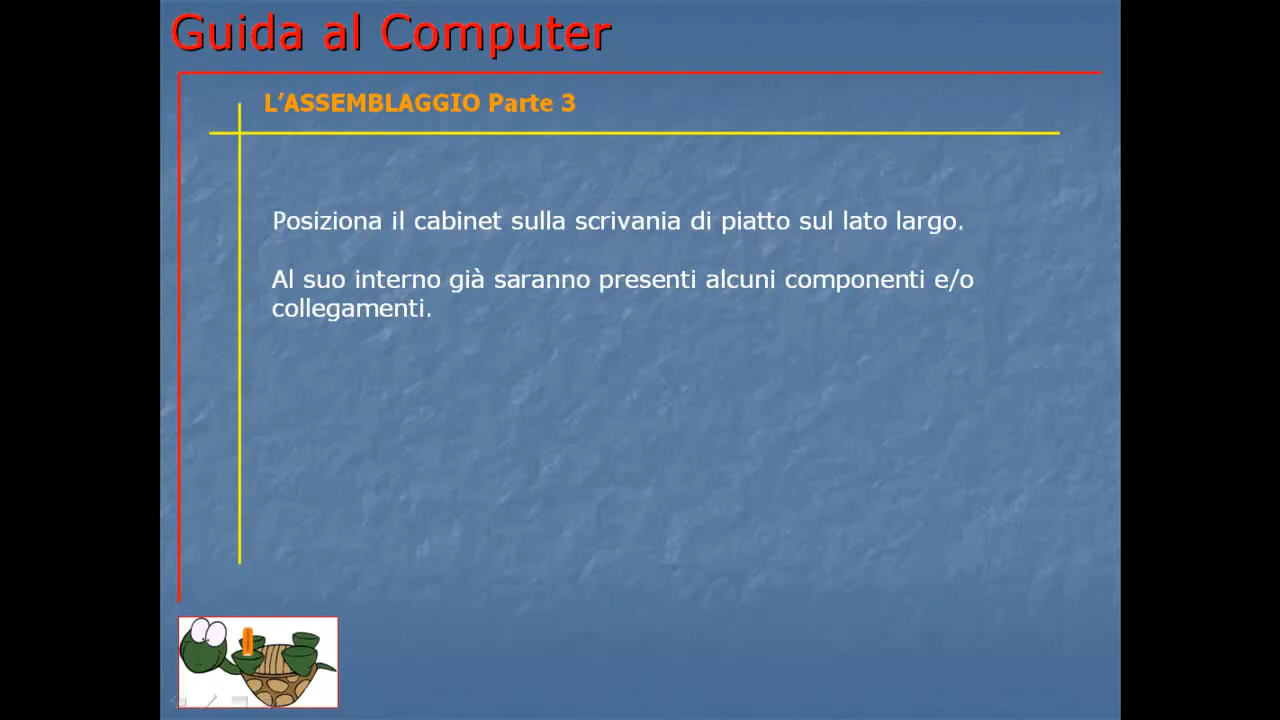 Guida al Computer
L’ASSEMBLAGGIO Parte 3
Posiziona il cabinet sulla scrivania di piatto sul lato largo.
Al suo interno già saranno presenti alcuni componenti e/o
collegamenti.